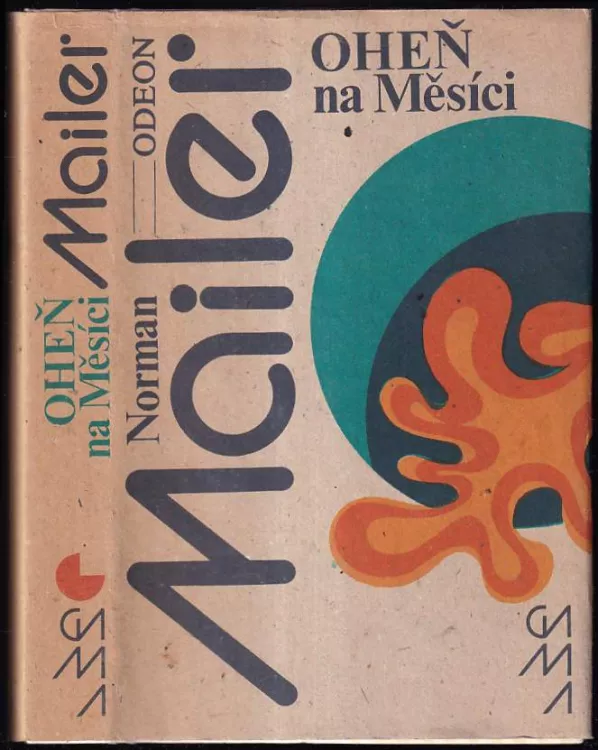 Mailer
OHEŇ
na Měsíci
Norman
ODEON
Mailer
OHEŇ
na Měsíci